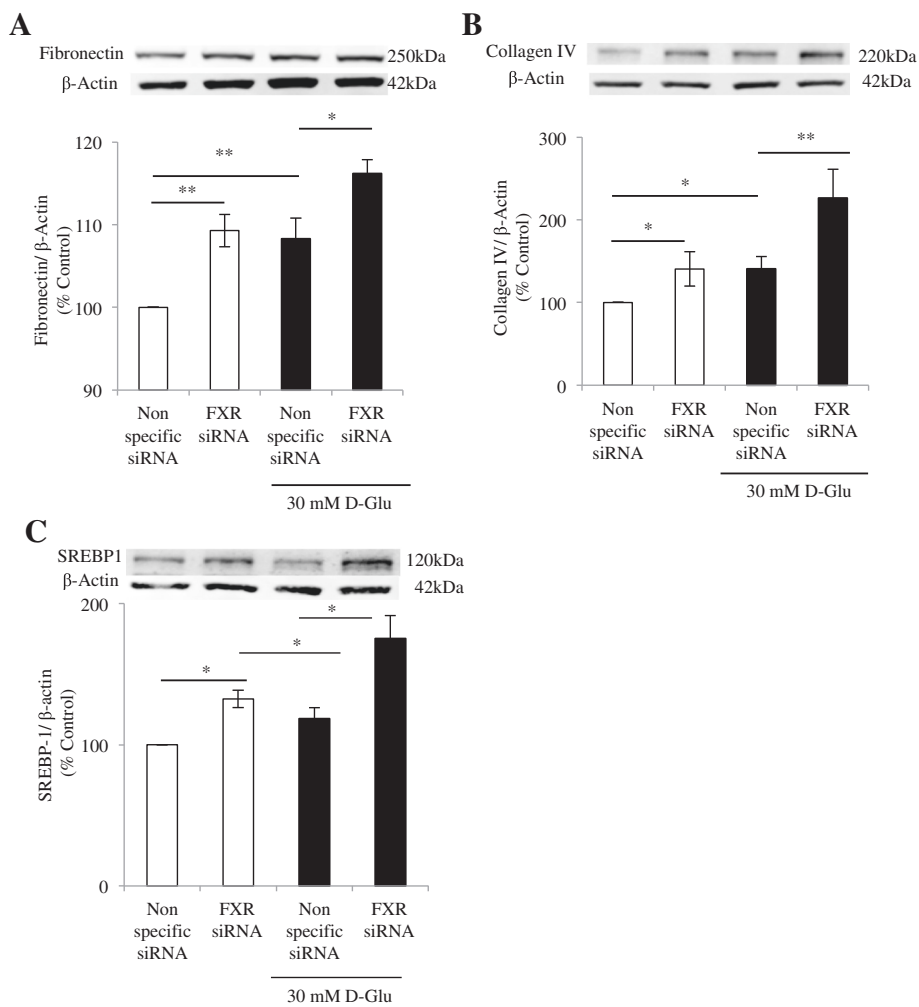 A
Fibronectin
250kDa
β-Actin
42kDa
120
110
100
90
Fibronectin/ β-Actin
(% Control)
**
**
*
Non
specific
siRNA
FXR
siRNA
Non
specific
siRNA
FXR
siRNA
30 mM D-Glu
B
Collagen IV
220kDa
β-Actin
42kDa
300
200
100
0
Collagen IV/ β-Actin
(% Control)
*
*
**
Non
specific
siRNA
FXR
siRNA
Non
specific
siRNA
FXR
siRNA
30 mM D-Glu
C
SREBP1
120kDa
β-Actin
42kDa
200
100
0
SREBP-1/ β-actin
(% Control)
*
*
*
Non
specific
siRNA
FXR
siRNA
Non
specific
siRNA
FXR
siRNA
30 mM D-Glu